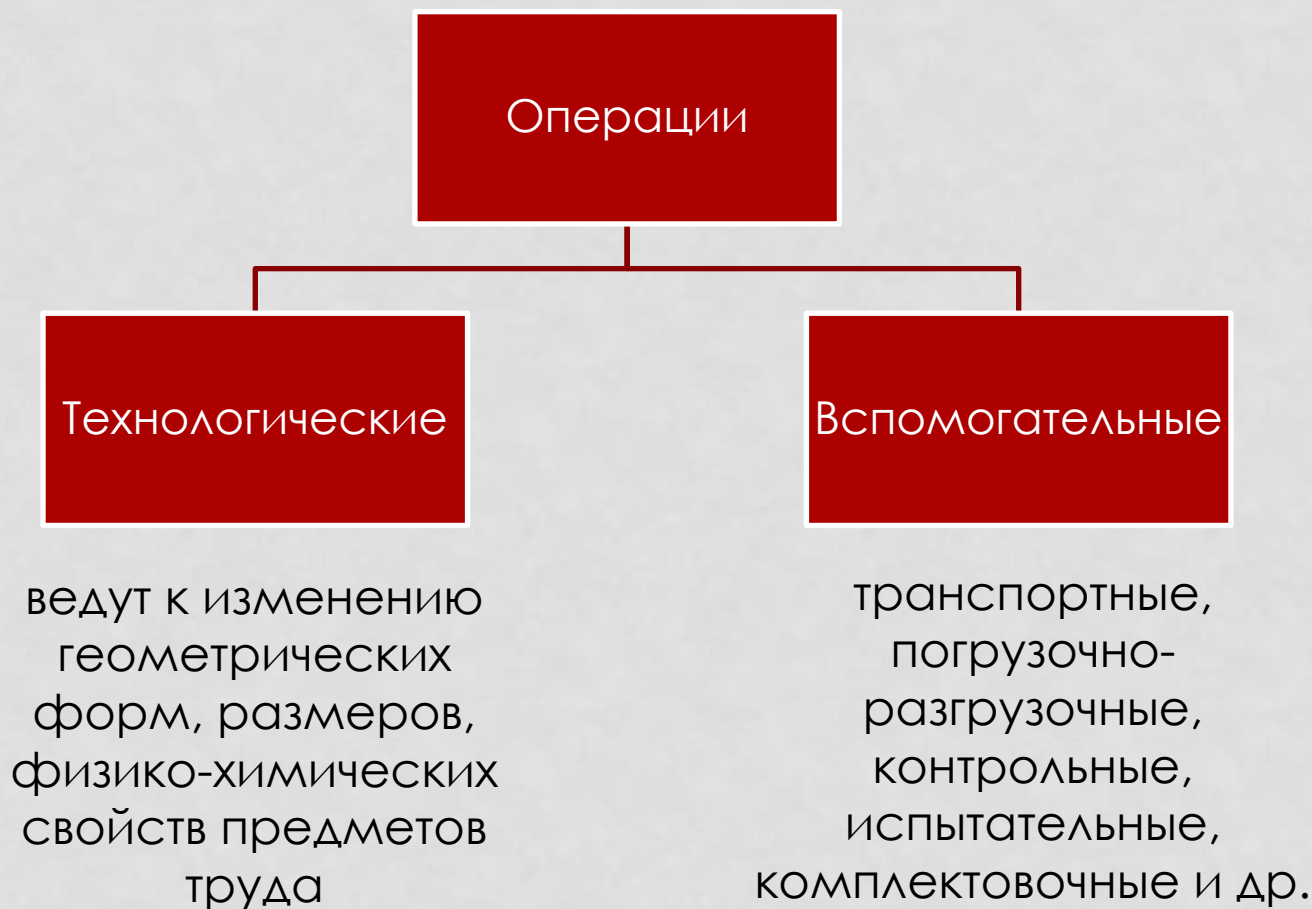 Операции
Технологические
Вспомогательные
ведут к изменению
геометрических
форм, размеров,
физико-химических
свойств предметов
труда
транспортные,
погрузочно-
разгрузочные,
контрольные,
испытательные,
комплектовочные и др.